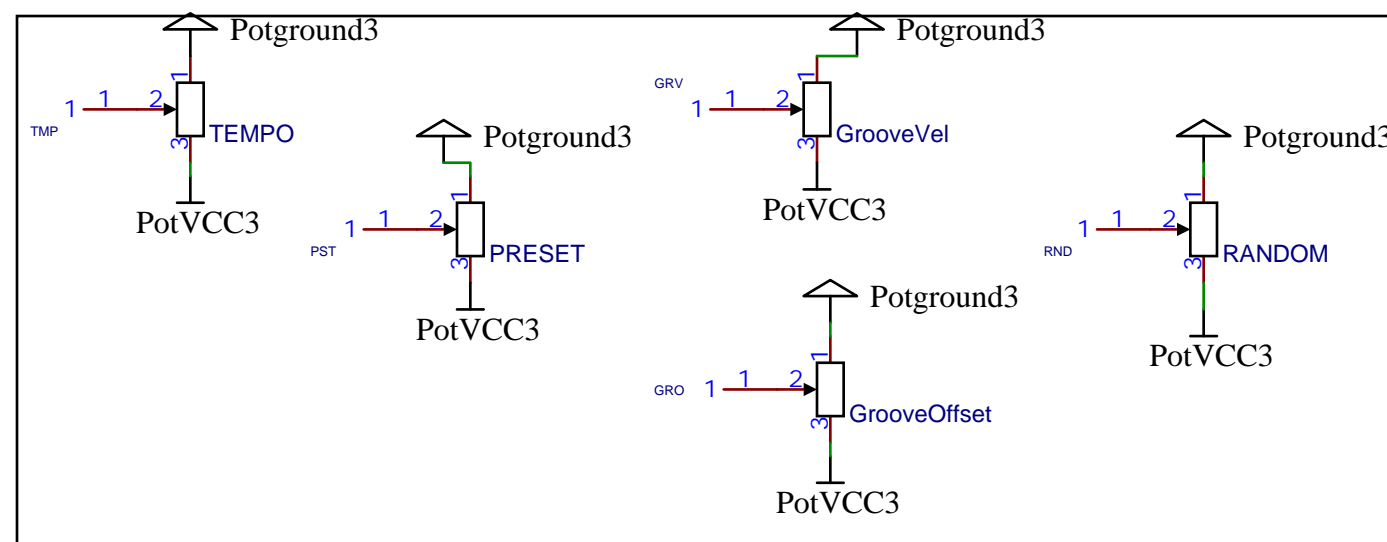 Potground3
1
TMP 1 1 2 TEMPO
3
PotVCC3
Potground3
1
PST 1 1 2 PRESET
3
PotVCC3
Potground3
1
GRV 1 1 2 GrooveVel
3
PotVCC3
Potground3
1
GRO 1 1 2 GrooveOffset
3
PotVCC3
Potground3
1
RND 1 1 2 RANDOM
3
PotVCC3